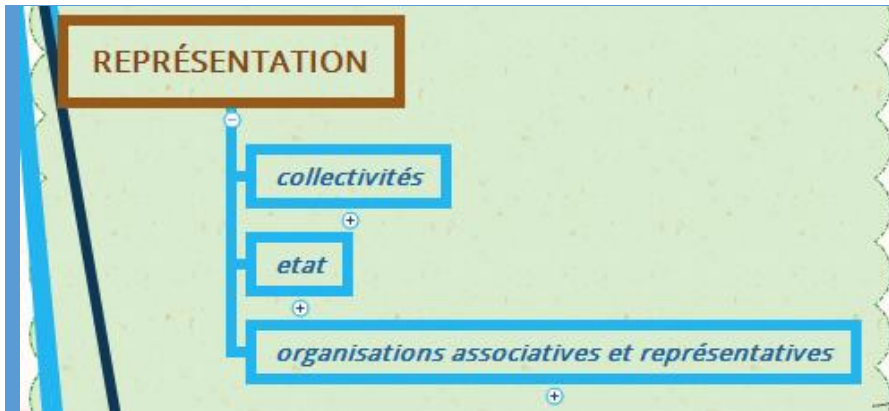 REPRÉSENTATION
collectivités
etat
organisations associatives et représentatives